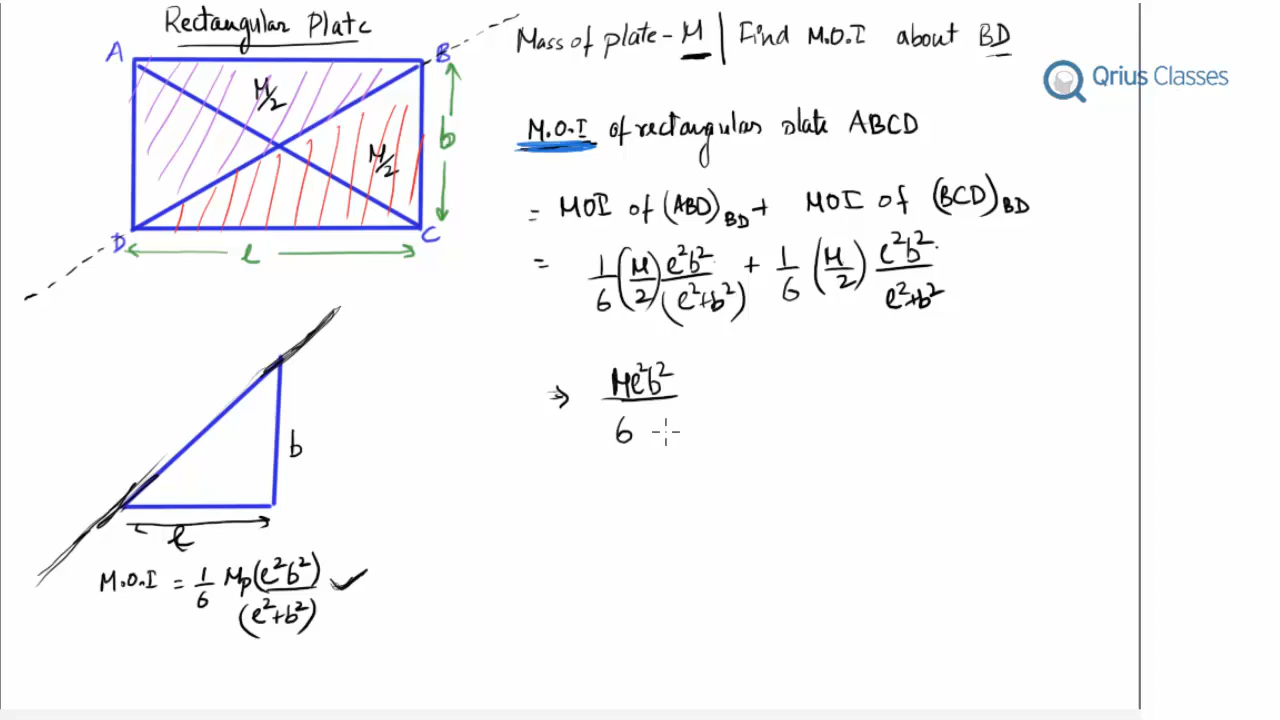 Rectangular Plate
Mass of plate - M | Find M.O.I about BD
Qrius Classes
A
B
M/2
M/2
b
D
C
l
M.O.I of rectangular plate ABCD
= MOI of (ABD)_BD + MOI of (BCD)_BD
= 1/6 (M/2) l²b²/(l²+b²) + 1/6 (M/2) l²b²/l²+b²
⇒ Ml²b²/6
b
l
M.O.I = 1/6 Mp (l²b²)/(l²+b²) ✓